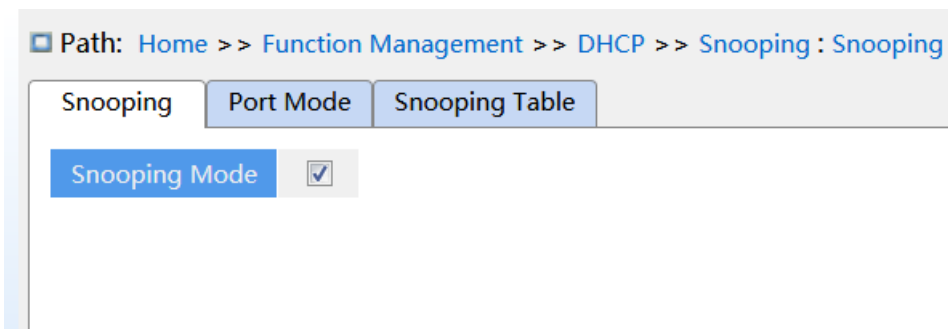 Path: Home >> Function Management >> DHCP >> Snooping : Snooping
Snooping Port Mode Snooping Table
Snooping Mode